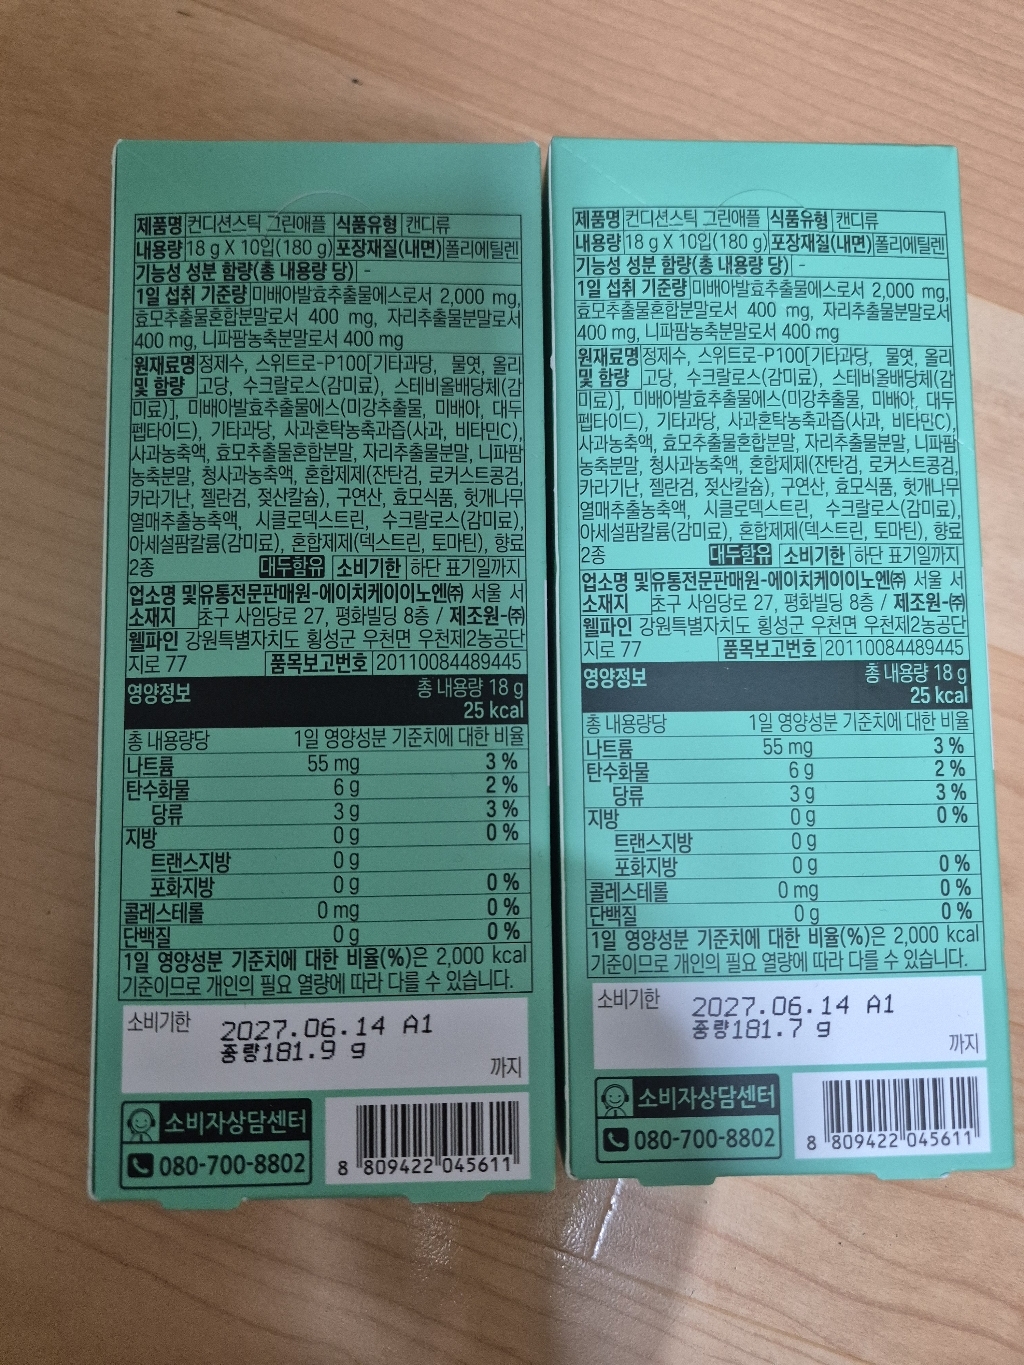 제품명 컨디션스틱 그린애플 식품유형 캔디류
내용량 18 g X 10입(180 g) 포장재질(내면) 폴리에틸렌
기능성 성분 함량(총 내용량 당) -
1일 섭취 기준량 미배아발효추출물에스로서 2,000 mg,
효모추출물혼합분말로서 400 mg, 자리추출물분말로서
400 mg, 니파팜농축분말로서 400 mg
원재료명 정제수, 스위트로-P100[기타과당, 물엿, 올리
및 함량 고당, 수크랄로스(감미료), 스테비올배당체(감
미료)], 미배아발효추출물에스(미강추출물, 미배아, 대두
펩타이드), 기타과당, 사과혼탁농축과즙(사과, 비타민C),
사과농축액, 효모추출물혼합분말, 자리추출물분말, 니파팜
농축분말, 청사과농축액, 혼합제제(잔탄검, 로커스트콩검,
카라기난, 젤란검, 젖산칼슘), 구연산, 효모식품, 헛개나무
열매추출농축액, 시클로덱스트린, 수크랄로스(감미료),
아세설팜칼륨(감미료), 혼합제제(덱스트린, 토마틴), 향료
2종 대두함유 소비기한 하단 표기일까지
업소명 및 유통전문판매원-에이치케이이노엔㈜ 서울 서
소재지 초구 사임당로 27, 평화빌딩 8층 / 제조원-㈜
웰파인 강원특별자치도 횡성군 우천면 우천제2농공단
지로 77 품목보고번호 20110084489445
영양정보 총 내용량 18 g
25 kcal
총 내용량당 1일 영양성분 기준치에 대한 비율
나트륨 55 mg 3 %
탄수화물 6 g 2 %
당류 3 g 3 %
지방 0 g 0 %
트랜스지방 0 g
포화지방 0 g 0 %
콜레스테롤 0 mg 0 %
단백질 0 g 0 %
1일 영양성분 기준치에 대한 비율(%)은 2,000 kcal
기준이므로 개인의 필요 열량에 따라 다를 수 있습니다.
소비기한 2027.06.14 A1
중량181.9 g
까지
소비자상담센터
080-700-8802
8 809422 045611
제품명 컨디션스틱 그린애플 식품유형 캔디류
내용량 18 g X 10입(180 g) 포장재질(내면) 폴리에틸렌
기능성 성분 함량(총 내용량 당) -
1일 섭취 기준량 미배아발효추출물에스로서 2,000 mg,
효모추출물혼합분말로서 400 mg, 자리추출물분말로서
400 mg, 니파팜농축분말로서 400 mg
원재료명 정제수, 스위트로-P100[기타과당, 물엿, 올리
및 함량 고당, 수크랄로스(감미료), 스테비올배당체(감
미료)], 미배아발효추출물에스(미강추출물, 미배아, 대두
펩타이드), 기타과당, 사과혼탁농축과즙(사과, 비타민C),
사과농축액, 효모추출물혼합분말, 자리추출물분말, 니파팜
농축분말, 청사과농축액, 혼합제제(잔탄검, 로커스트콩검,
카라기난, 젤란검, 젖산칼슘), 구연산, 효모식품, 헛개나무
열매추출농축액, 시클로덱스트린, 수크랄로스(감미료),
아세설팜칼륨(감미료), 혼합제제(덱스트린, 토마틴), 향료
2종 대두함유 소비기한 하단 표기일까지
업소명 및 유통전문판매원-에이치케이이노엔㈜ 서울 서
소재지 초구 사임당로 27, 평화빌딩 8층 / 제조원-㈜
웰파인 강원특별자치도 횡성군 우천면 우천제2농공단
지로 77 품목보고번호 20110084489445
영양정보 총 내용량 18 g
25 kcal
총 내용량당 1일 영양성분 기준치에 대한 비율
나트륨 55 mg 3 %
탄수화물 6 g 2 %
당류 3 g 3 %
지방 0 g 0 %
트랜스지방 0 g
포화지방 0 g 0 %
콜레스테롤 0 mg 0 %
단백질 0 g 0 %
1일 영양성분 기준치에 대한 비율(%)은 2,000 kcal
기준이므로 개인의 필요 열량에 따라 다를 수 있습니다.
소비기한 2027.06.14 A1
중량181.7 g
까지
소비자상담센터
080-700-8802
8 809422 045611